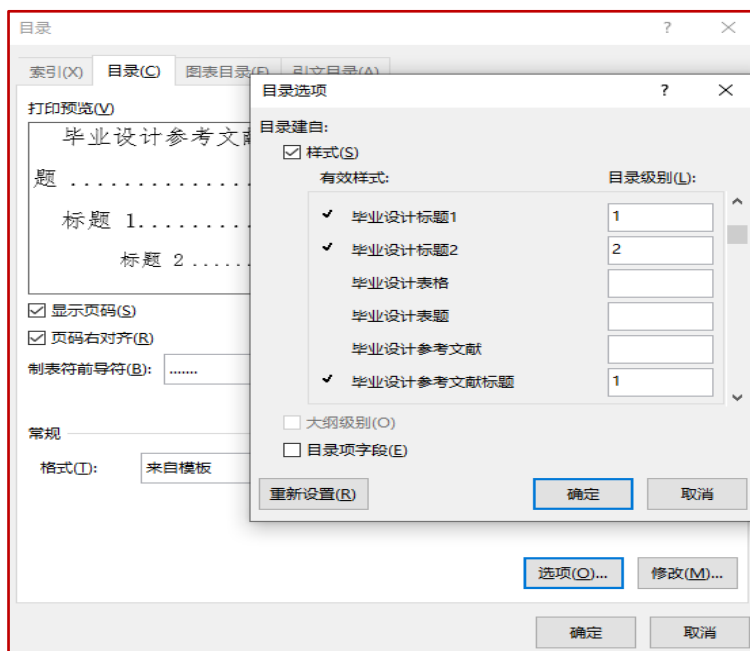 目录 ?
索引(X) 目录(C) 图表目录(F) 引文目录(A)
打印预览(V)
毕业设计参考文献
题 ..............
标题 1..........
标题 2......
显示页码(S)
页码右对齐(R)
制表符前导符(B): .......
常规
格式(T): 来自模板
选项(O)... 修改(M)...
确定 取消
目录选项 ?
目录建自:
样式(S)
有效样式: 目录级别(L):
毕业设计标题1 1
毕业设计标题2 2
毕业设计表格
毕业设计表题
毕业设计参考文献
毕业设计参考文献标题 1
大纲级别(O)
目录项字段(E)
重新设置(R) 确定 取消